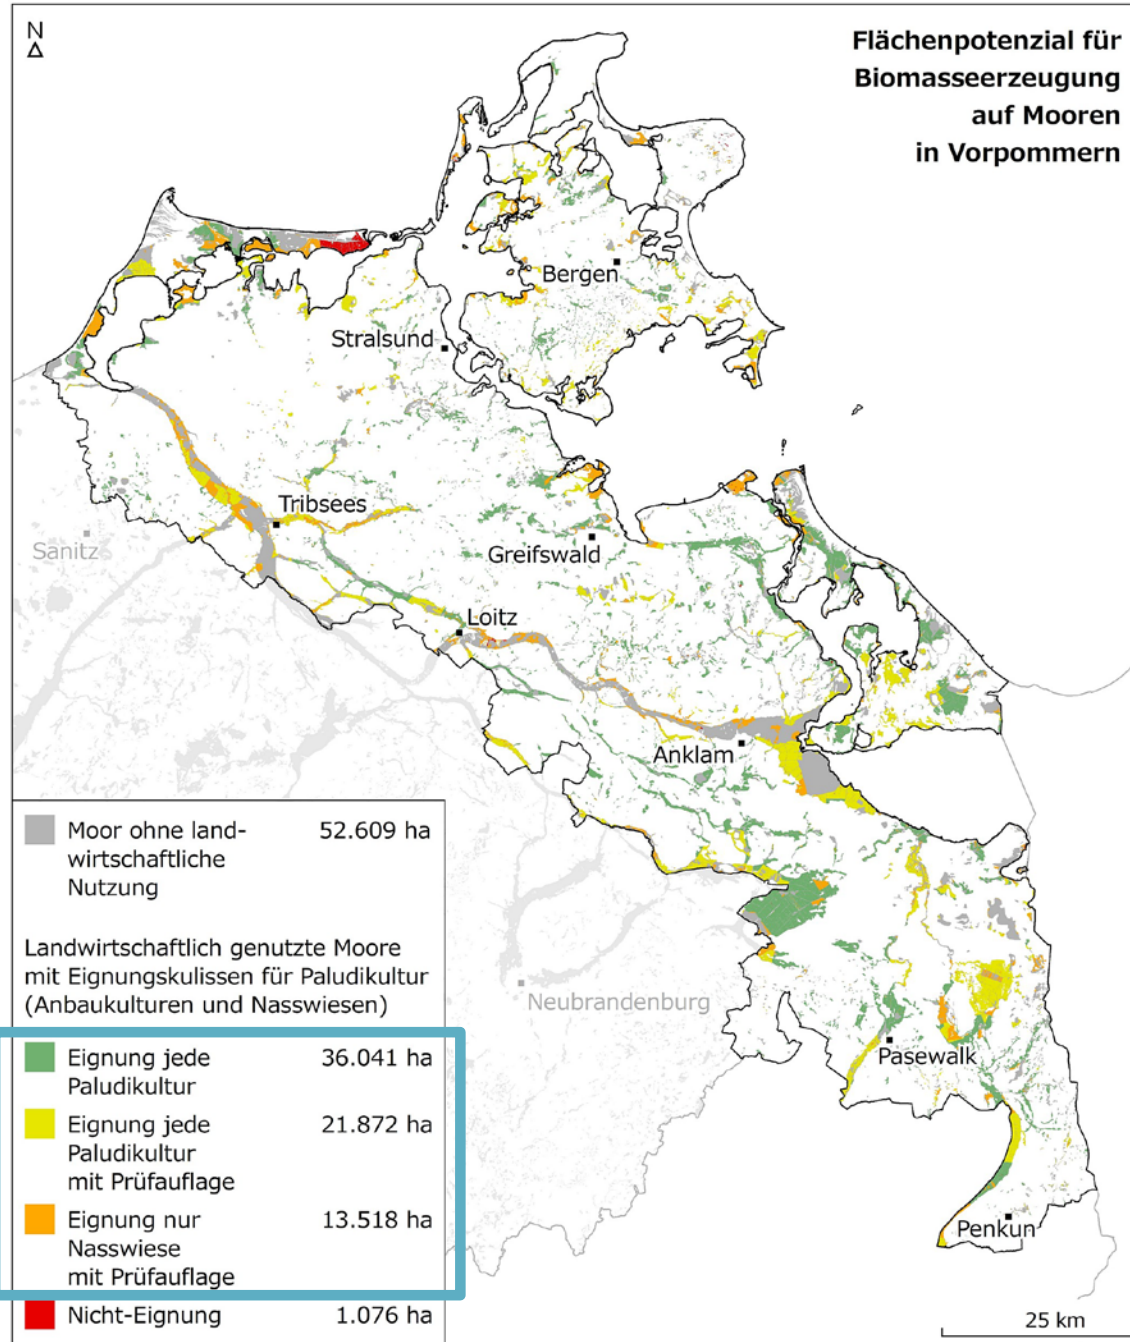 N
Flächenpotenzial für
Biomasseerzeugung
auf Mooren
in Vorpommern
Bergen
Stralsund
Tribsees
Sanitz
Greifswald
Loitz
Anklam
Neubrandenburg
Pasewalk
Penkun
Moor ohne land- 52.609 ha
wirtschaftliche
Nutzung
Landwirtschaftlich genutzte Moore
mit Eignungskulissen für Paludikultur
(Anbaukulturen und Nasswiesen)
Eignung jede 36.041 ha
Paludikultur
Eignung jede 21.872 ha
Paludikultur
mit Prüfauflage
Eignung nur 13.518 ha
Nasswiese
mit Prüfauflage
Nicht-Eignung 1.076 ha
25 km